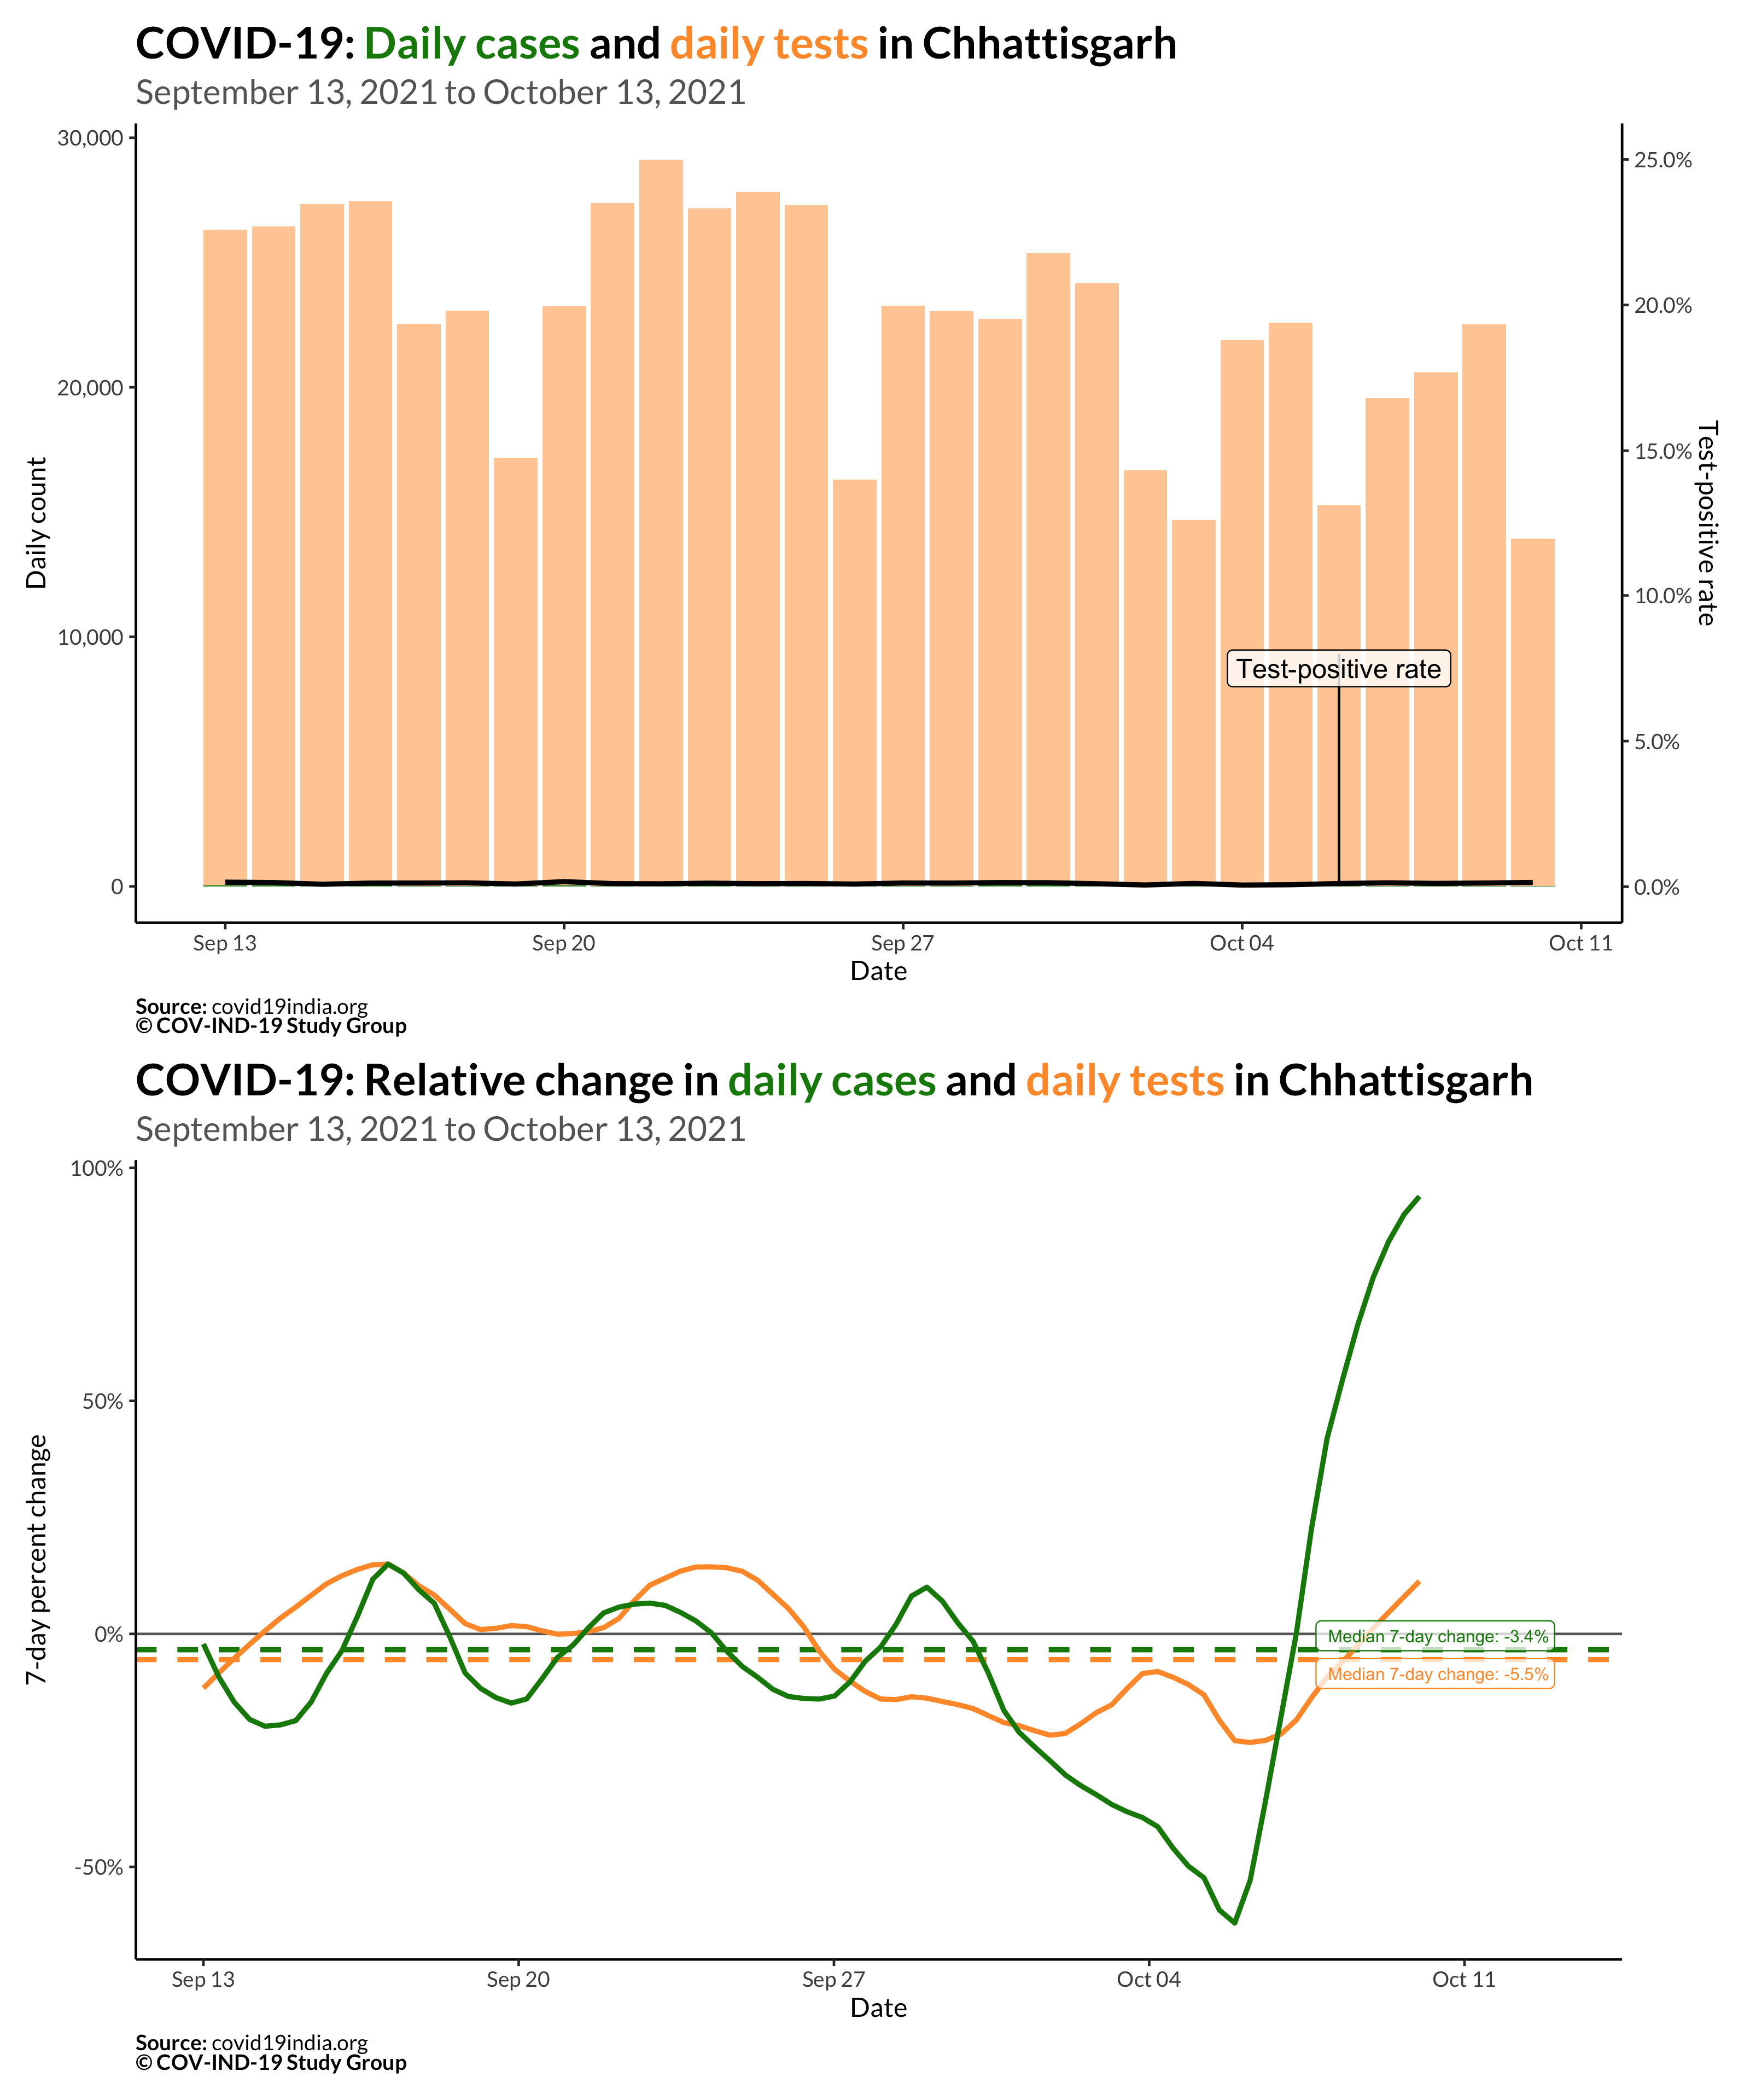 COVID-19: Daily cases and daily tests in Chhattisgarh
September 13, 2021 to October 13, 2021
30,000
20,000
10,000
0
Daily count
25.0%
20.0%
15.0%
10.0%
5.0%
0.0%
Test-positive rate
Test-positive rate
Sep 13
Sep 20
Sep 27
Oct 04
Oct 11
Date
Source: covid19india.org
© COV-IND-19 Study Group
COVID-19: Relative change in daily cases and daily tests in Chhattisgarh
September 13, 2021 to October 13, 2021
100%
50%
0%
-50%
7-day percent change
Median 7-day change: -3.4%
Median 7-day change: -5.5%
Sep 13
Sep 20
Sep 27
Oct 04
Oct 11
Date
Source: covid19india.org
© COV-IND-19 Study Group